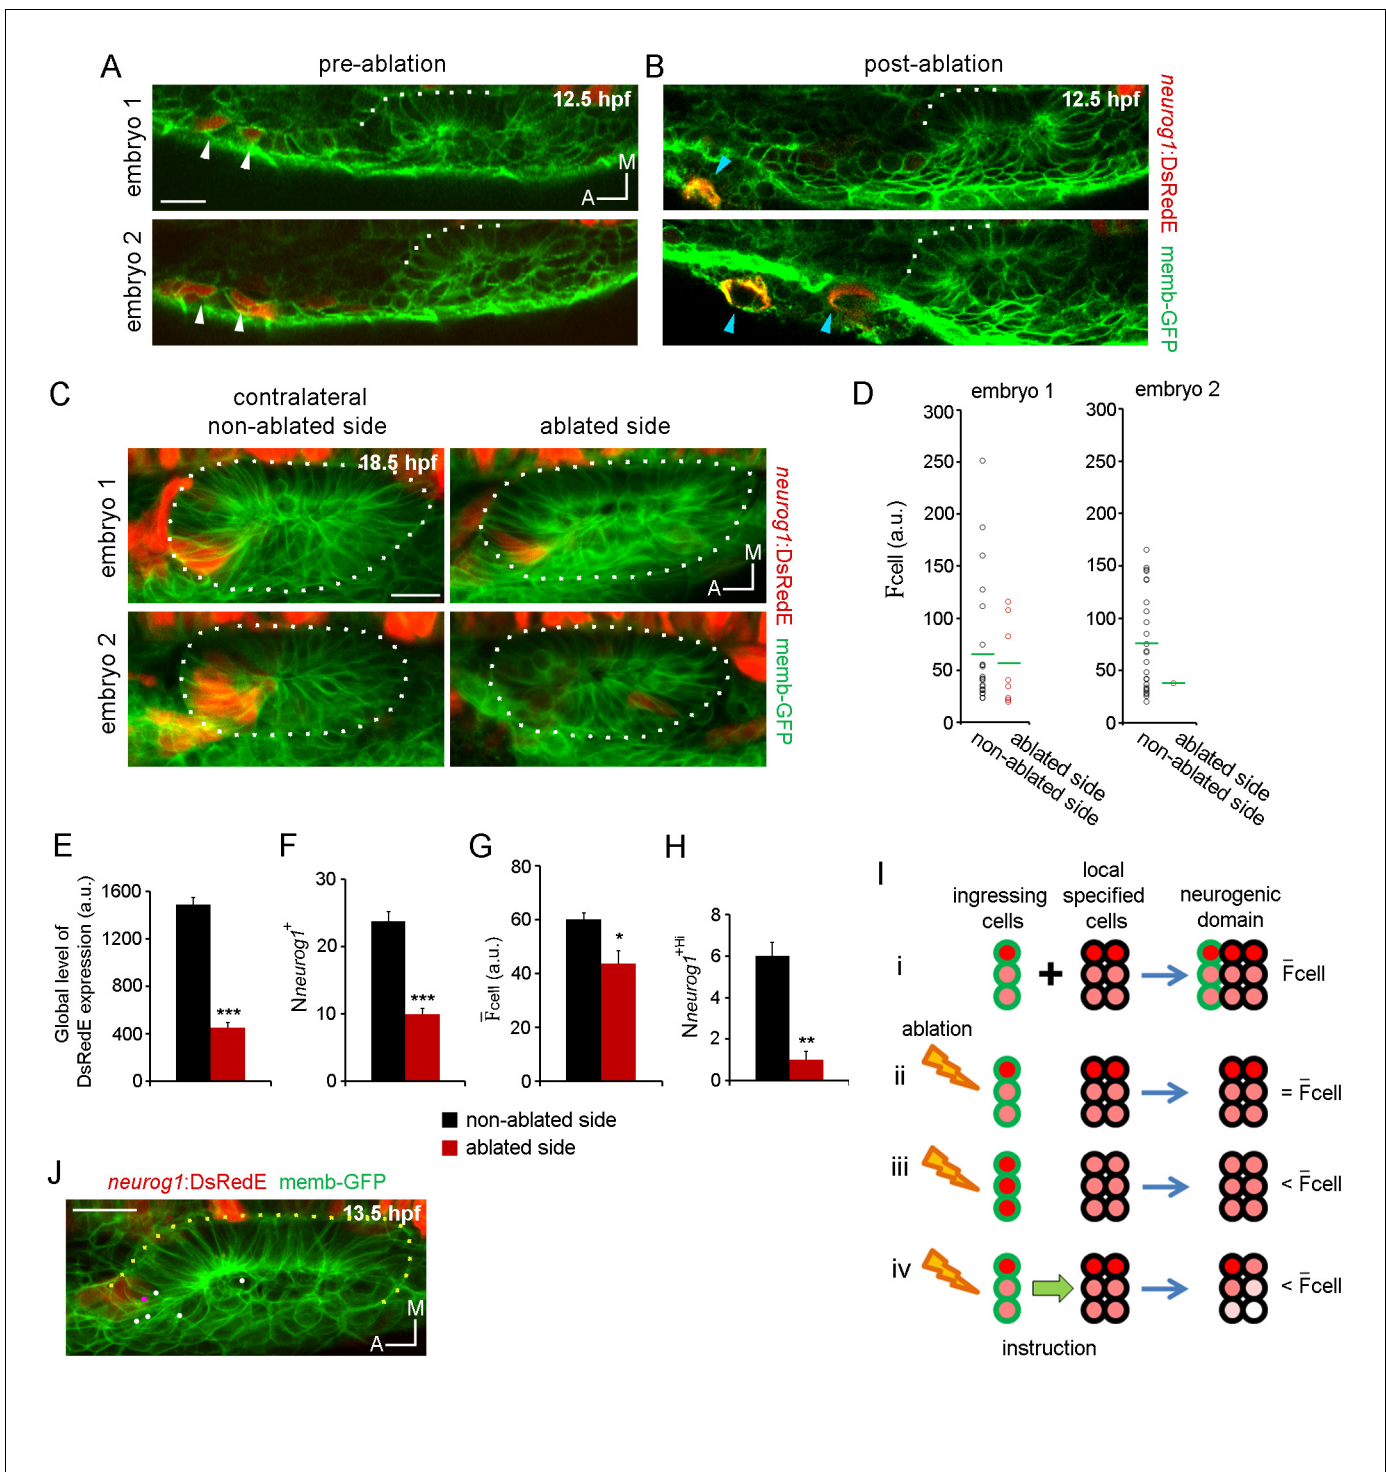 A
pre-ablation
B
post-ablation
embryo 1
12.5 hpf
M
A
12.5 hpf
embryo 2
neurog1:DsRedE memb-GFP
C
contralateral
non-ablated side
ablated side
embryo 1
18.5 hpf
M
A
embryo 2
neurog1:DsRedE memb-GFP
D
embryo 1
embryo 2
Fcell (a.u.)
300
250
200
150
100
50
0
300
250
200
150
100
50
0
ablated side
non-ablated side
ablated side
non-ablated side
E
Global level of
DsRedE expression (a.u.)
1600
1200
800
400
0
***
F
Nneurog1+
30
20
10
0
***
G
F̅cell (a.u.)
80
60
40
20
0
*
H
Nneurog1+Hi
8
6
4
2
0
**
non-ablated side
ablated side
I
ingressing
cells
local
specified
cells
neurogenic
domain
i
+
F̅cell
ablation
ii
= F̅cell
iii
< F̅cell
iv
< F̅cell
instruction
J
neurog1:DsRedE memb-GFP
13.5 hpf
M
A